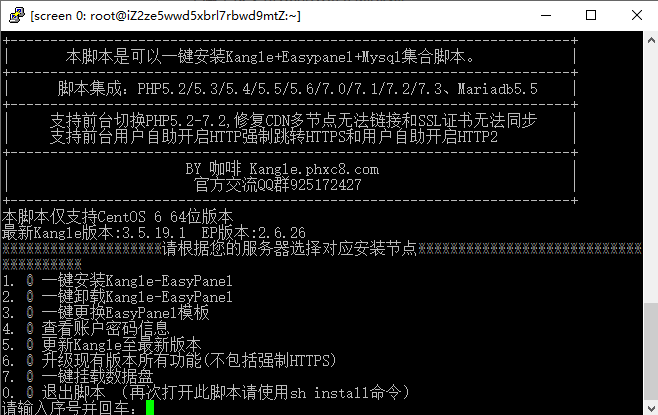 [screen 0: root@iZ2ze5wwd5xbrl7rbwd9mtZ:~]
本脚本是可以一键安装Kangle+Easypanel+Mysql集合脚本。
脚本集成：PHP5.2/5.3/5.4/5.5/5.6/7.0/7.1/7.2/7.3、Mariadb5.5
支持前台切换PHP5.2-7.2,修复CDN多节点无法链接和SSL证书无法同步
支持前台用户自助开启HTTP强制跳转HTTPS和用户自助开启HTTP2
BY 咖啡 Kangle.phxc8.com
官方交流QQ群925172427
本脚本仅支持CentOS 6 64位版本
最新Kangle版本:3.5.19.1 EP版本:2.6.26
请根据您的服务器选择对应安装节点
1. 0 一键安装Kangle-EasyPanel
2. 0 一键卸载Kangle-EasyPanel
3. 0 一键更换EasyPanel模板
4. 0 查看账户密码信息
5. 0 更新Kangle至最新版本
6. 0 升级现有版本所有功能(不包括强制HTTPS)
7. 0 一键挂载数据盘
0. 0 退出脚本 （再次打开此脚本请使用sh install命令）
请输入序号并回车：